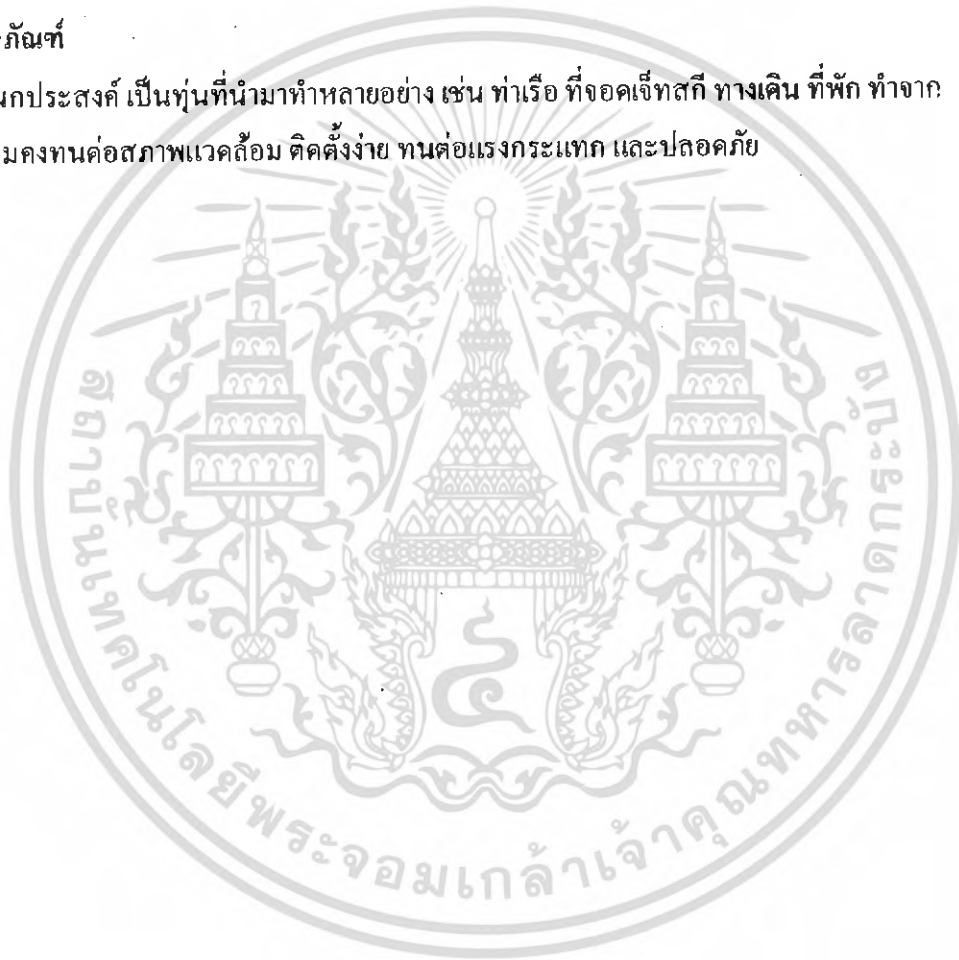 ภัณฑ์
นกประสงค์ เป็นทุ่นที่นำมาทำหลายอย่าง เช่น ท่าเรือ ที่จอดเจ็ทสกี ทางเดิน ที่พัก ทำจาก
มคงทนต่อสภาพแวดล้อม ติดตั้งง่าย ทนต่อแรงกระแทก และปลอดภัย
๔
สถาบันเทคโนโลยีพระจอมเกล้าเจ้าคุณทหารลาดกระบัง